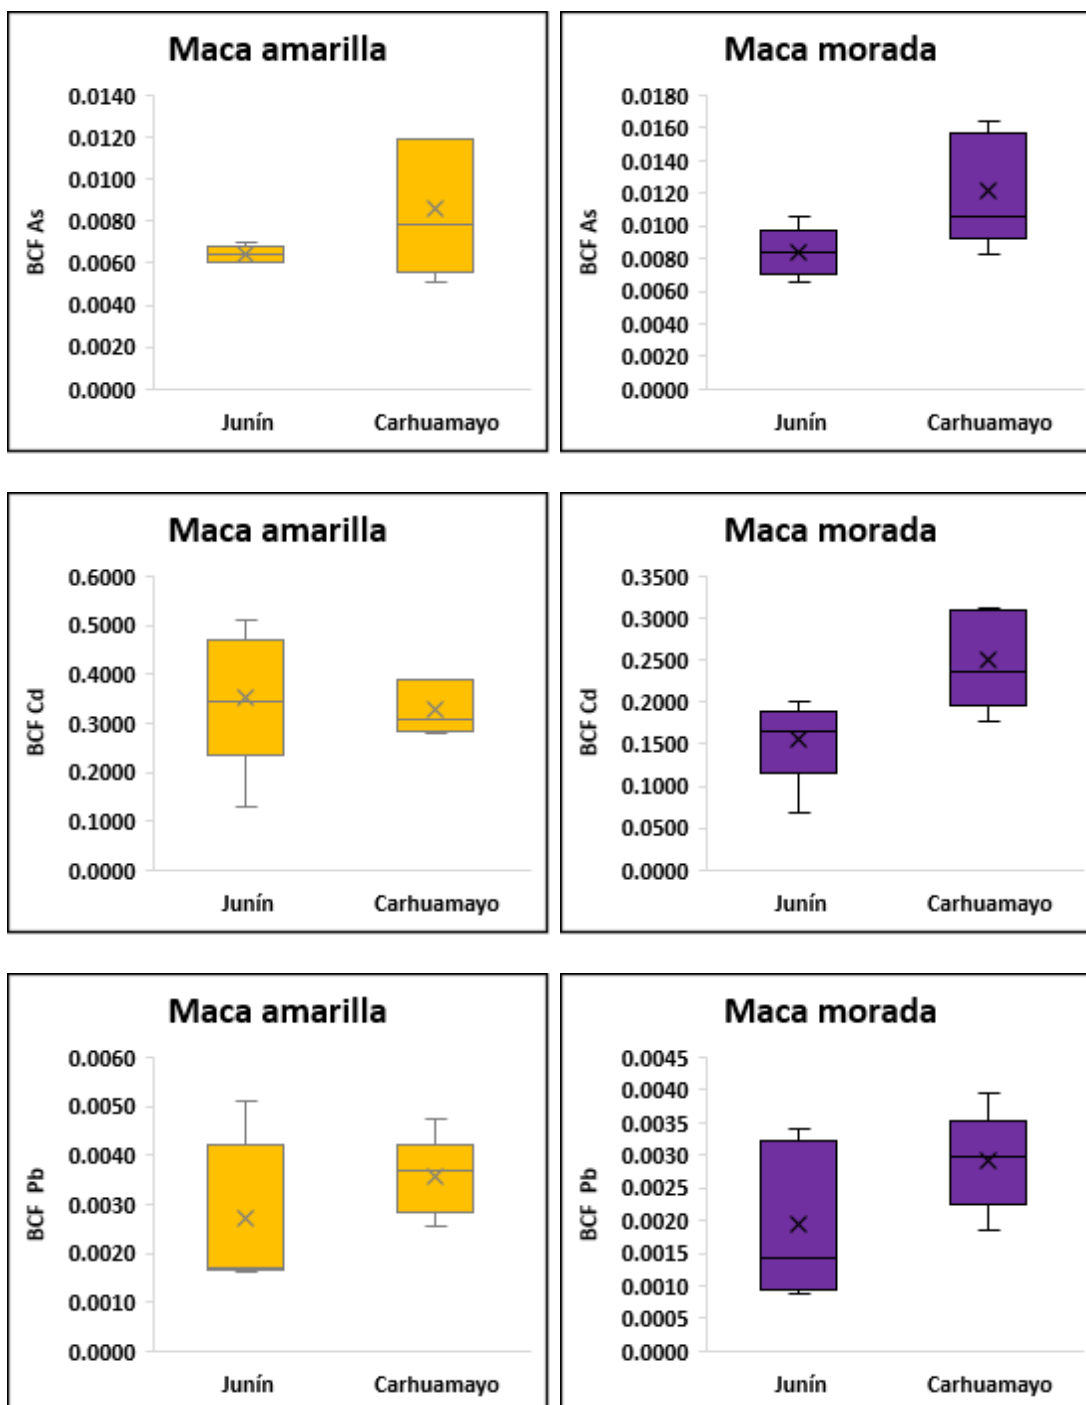 Maca amarilla
0.0140
0.0120
0.0100
0.0080
0.0060
0.0040
0.0020
0.0000
BCF As
Junín
Carhuamayo
Maca morada
0.0180
0.0160
0.0140
0.0120
0.0100
0.0080
0.0060
0.0040
0.0020
0.0000
BCF As
Junín
Carhuamayo
Maca amarilla
0.6000
0.5000
0.4000
0.3000
0.2000
0.1000
0.0000
BCF Cd
Junín
Carhuamayo
Maca morada
0.3500
0.3000
0.2500
0.2000
0.1500
0.1000
0.0500
0.0000
BCF Cd
Junín
Carhuamayo
Maca amarilla
0.0060
0.0050
0.0040
0.0030
0.0020
0.0010
0.0000
BCF Pb
Junín
Carhuamayo
Maca morada
0.0045
0.0040
0.0035
0.0030
0.0025
0.0020
0.0015
0.0010
0.0005
0.0000
BCF Pb
Junín
Carhuamayo